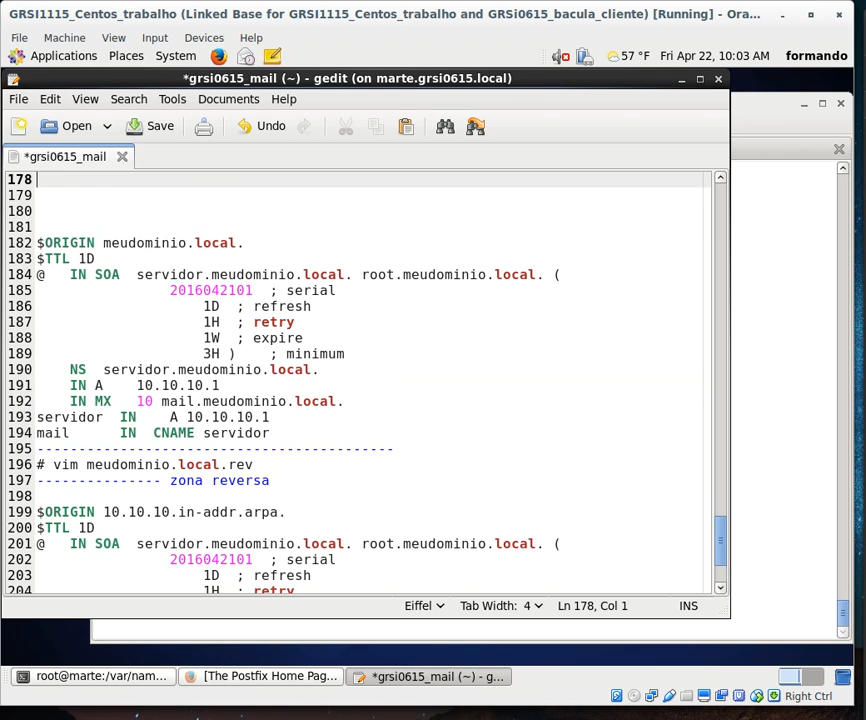 GRSI1115_Centos_trabalho (Linked Base for GRSI1115_Centos_trabalho and GRSi0615_bacula_cliente) [Running] - Ora...
File Machine View Input Devices Help
Applications Places System 57 °F Fri Apr 22, 10:03 AM formando
*grsi0615_mail (~) - gedit (on marte.grsi0615.local)
File Edit View Search Tools Documents Help
Open Save Undo
*grsi0615_mail
178
179
180
181
182 $ORIGIN meudominio.local.
183 $TTL 1D
184 @ IN SOA servidor.meudominio.local. root.meudominio.local. (
185 2016042101 ; serial
186 1D ; refresh
187 1H ; retry
188 1W ; expire
189 3H ) ; minimum
190 NS servidor.meudominio.local.
191 IN A 10.10.10.1
192 IN MX 10 mail.meudominio.local.
193 servidor IN A 10.10.10.1
194 mail IN CNAME servidor
195 -------------------------------------------
196 # vim meudominio.local.rev
197 --------------- zona reversa
198
199 $ORIGIN 10.10.10.in-addr.arpa.
200 $TTL 1D
201 @ IN SOA servidor.meudominio.local. root.meudominio.local. (
202 2016042101 ; serial
203 1D ; refresh
204 1H ; retry
Eiffel Tab Width: 4 Ln 178, Col 1 INS
root@marte:/var/nam... [The Postfix Home Pag... *grsi0615_mail (~) - g...
Right Ctrl